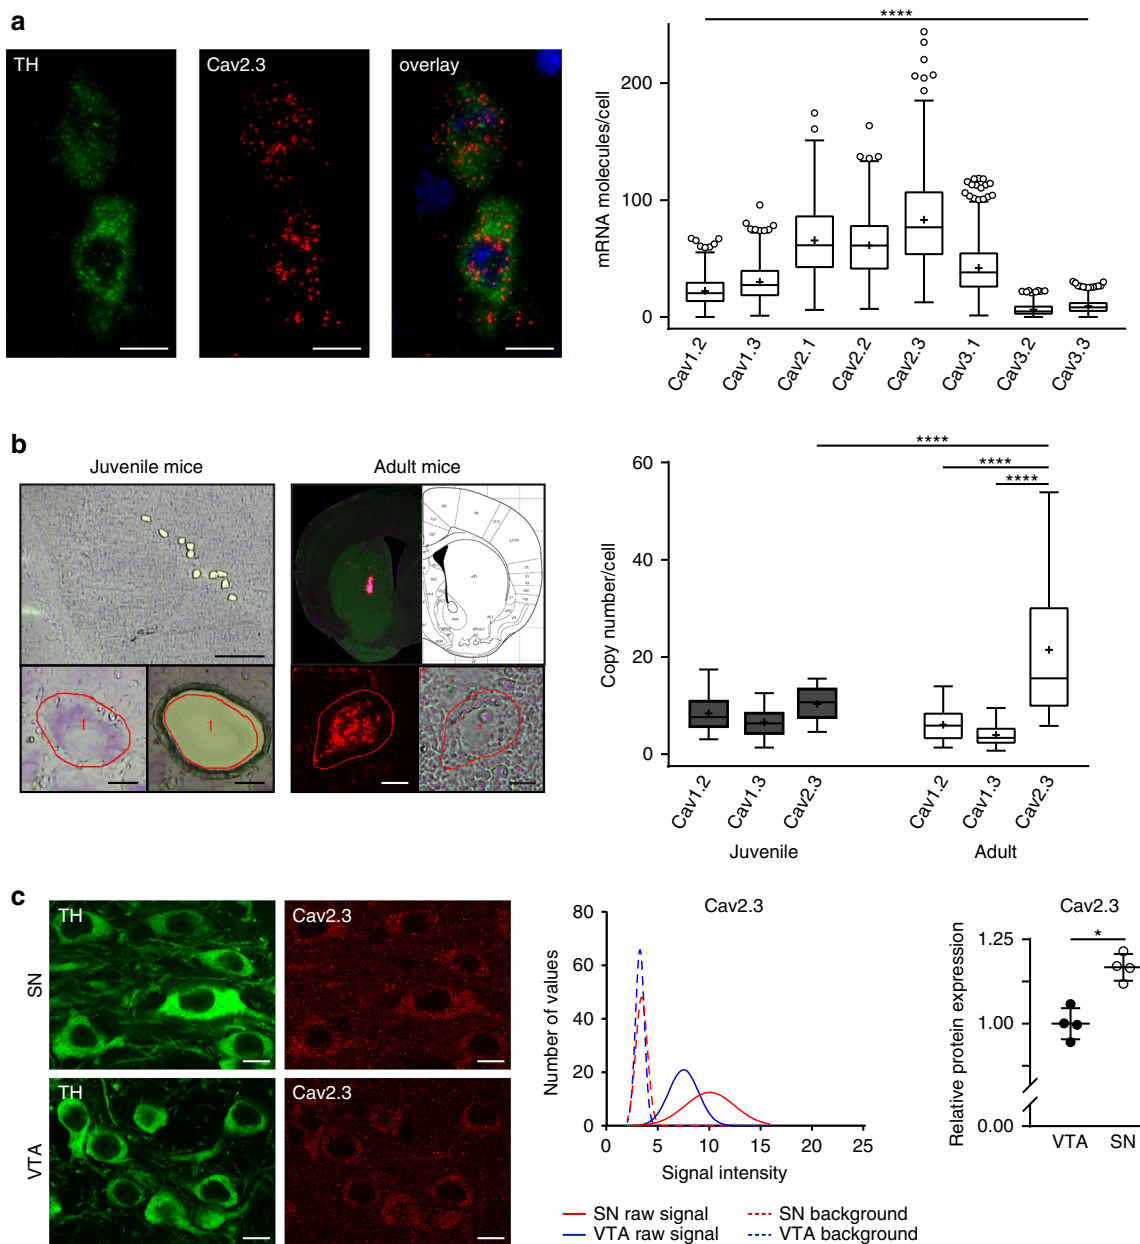 a
TH
Cav2.3
overlay
****
mRNA molecules/cell
200
100
0
Cav1.2
Cav1.3
Cav2.1
Cav2.2
Cav2.3
Cav3.1
Cav3.2
Cav3.3
b
Juvenile mice
Adult mice
1
1
****
****
****
Copy number/cell
60
40
20
0
Cav1.2
Cav1.3
Cav2.3
Cav1.2
Cav1.3
Cav2.3
Juvenile
Adult
c
SN
TH
Cav2.3
VTA
TH
Cav2.3
Cav2.3
Number of values
80
60
40
20
0
0
5
10
15
20
25
Signal intensity
SN raw signal
SN background
VTA raw signal
VTA background
Cav2.3
*
Relative protein expression
1.25
1.00
0.00
VTA
SN